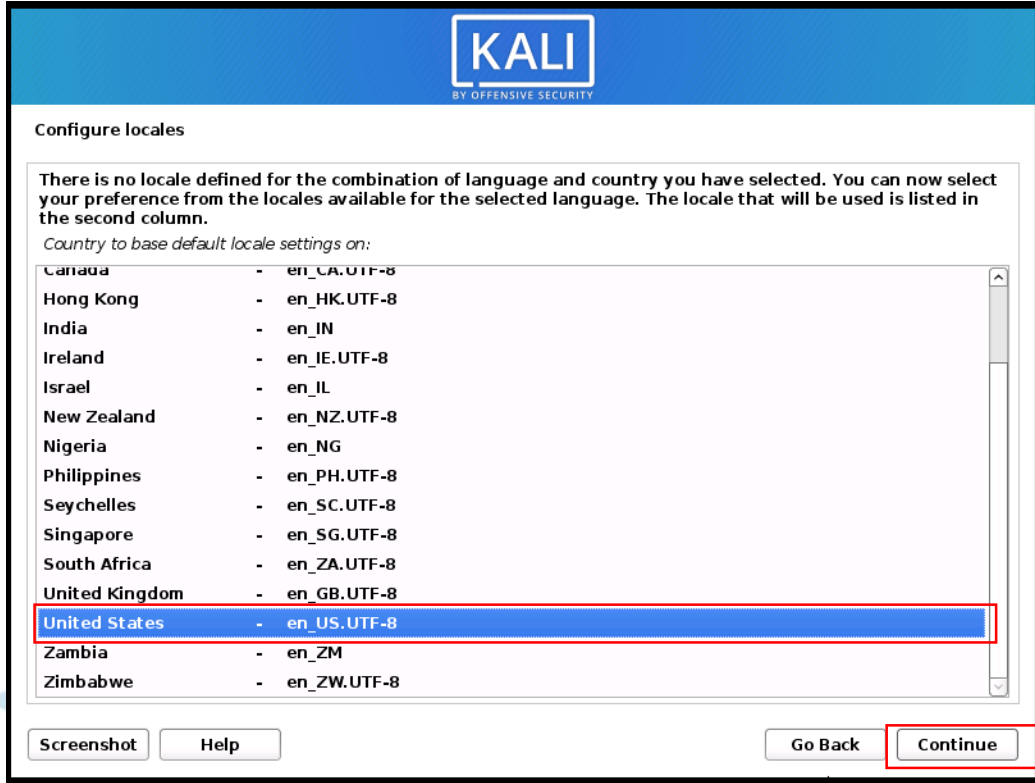 KALI
BY OFFENSIVE SECURITY
Configure locales
There is no locale defined for the combination of language and country you have selected. You can now select
your preference from the locales available for the selected language. The locale that will be used is listed in
the second column.
Country to base default locale settings on:
Canada - en_CA.UTF-8
Hong Kong - en_HK.UTF-8
India - en_IN
Ireland - en_IE.UTF-8
Israel - en_IL
New Zealand - en_NZ.UTF-8
Nigeria - en_NG
Philippines - en_PH.UTF-8
Seychelles - en_SC.UTF-8
Singapore - en_SG.UTF-8
South Africa - en_ZA.UTF-8
United Kingdom - en_GB.UTF-8
United States - en_US.UTF-8
Zambia - en_ZM
Zimbabwe - en_ZW.UTF-8
Screenshot Help Go Back Continue